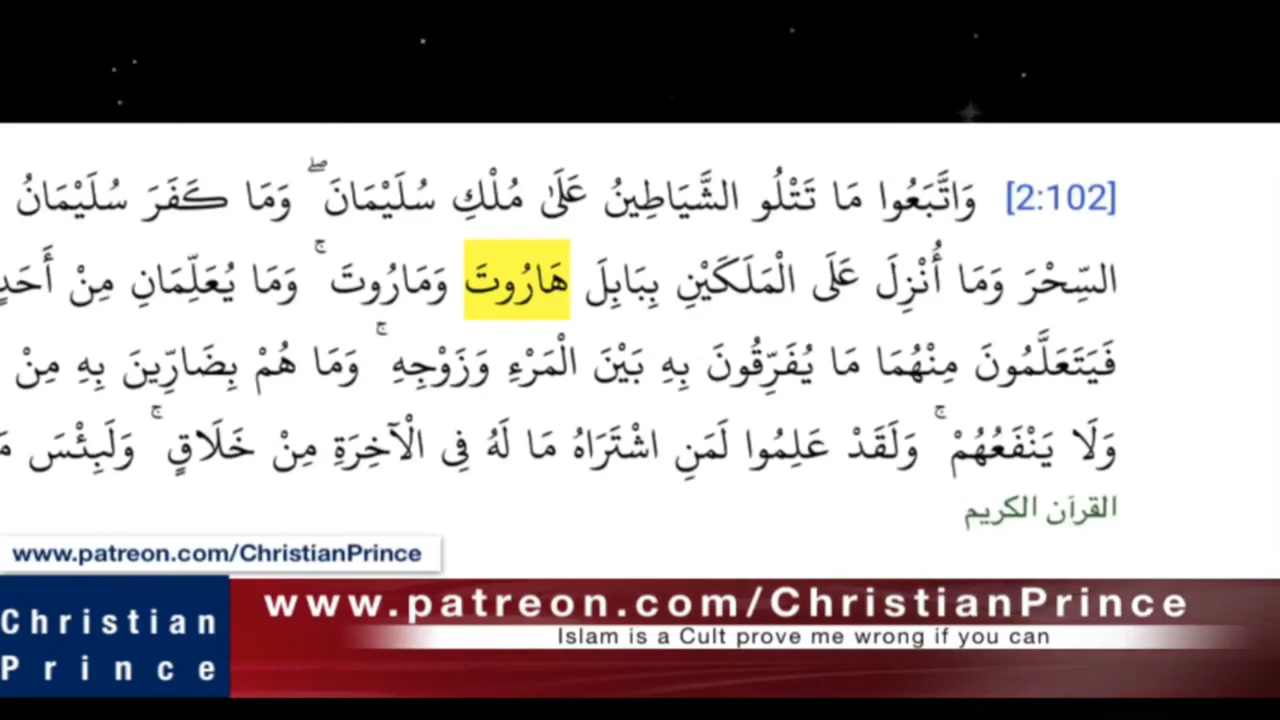 [2:102] وَاتَّبَعُوا مَا تَتْلُو الشَّيَاطِينُ عَلَىٰ مُلْكِ سُلَيْمَانَ ۖ وَمَا كَفَرَ سُلَيْمَانُ
السِّحْرَ وَمَا أُنْزِلَ عَلَى الْمَلَكَيْنِ بِبَابِلَ هَارُوتَ وَمَارُوتَ ۚ وَمَا يُعَلِّمَانِ مِنْ أَحَدٍ
فَيَتَعَلَّمُونَ مِنْهُمَا مَا يُفَرِّقُونَ بِهِ بَيْنَ الْمَرْءِ وَزَوْجِهِ ۚ وَمَا هُمْ بِضَارِّينَ بِهِ مِنْ
وَلَا يَنْفَعُهُمْ ۚ وَلَقَدْ عَلِمُوا لَمَنِ اشْتَرَاهُ مَا لَهُ فِي الْآخِرَةِ مِنْ خَلَاقٍ ۚ وَلَبِئْسَ
القرآن الكريم
www.patreon.com/ChristianPrince
Christian
Prince
www.patreon.com/ChristianPrince
Islam is a Cult prove me wrong if you can